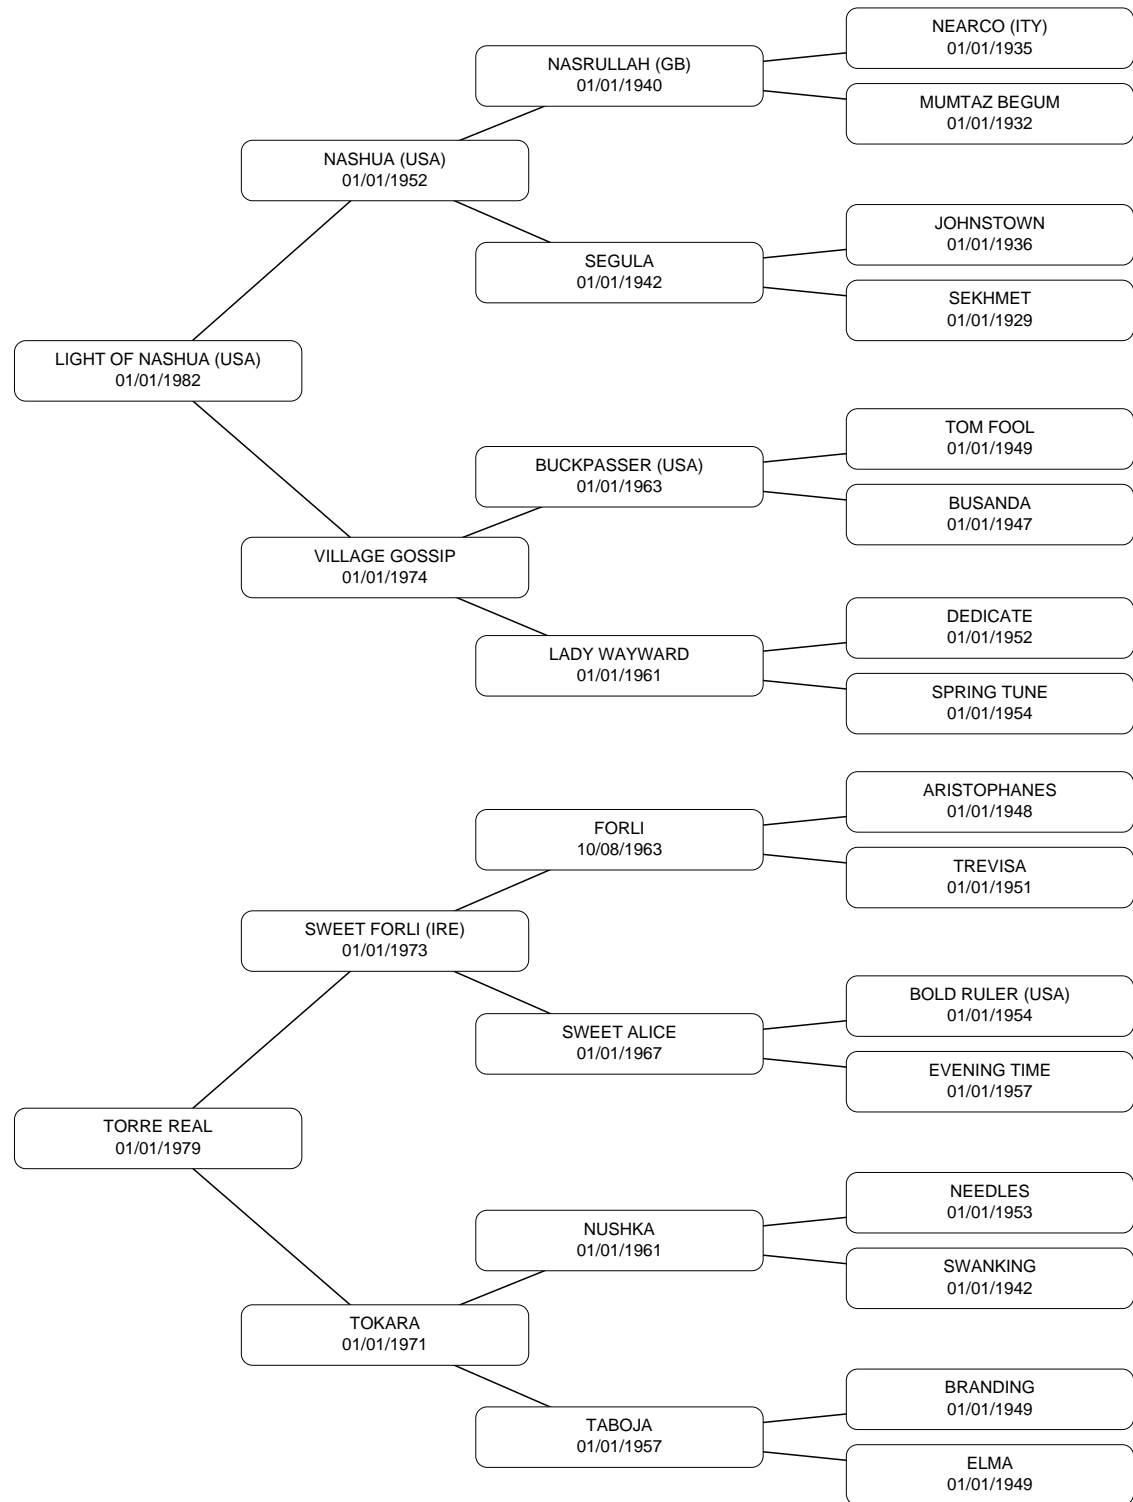 NEARCO (ITY)
01/01/1935
NASRULLAH (GB)
01/01/1940
MUMTAZ BEGUM
01/01/1932
NASHUA (USA)
01/01/1952
JOHNSTOWN
01/01/1936
SEGULA
01/01/1942
SEKHMET
01/01/1929
LIGHT OF NASHUA (USA)
01/01/1982
TOM FOOL
01/01/1949
BUCKPASSER (USA)
01/01/1963
BUSANDA
01/01/1947
VILLAGE GOSSIP
01/01/1974
DEDICATE
01/01/1952
LADY WAYWARD
01/01/1961
SPRING TUNE
01/01/1954
ARISTOPHANES
01/01/1948
FORLI
10/08/1963
TREVISA
01/01/1951
SWEET FORLI (IRE)
01/01/1973
BOLD RULER (USA)
01/01/1954
SWEET ALICE
01/01/1967
EVENING TIME
01/01/1957
TORRE REAL
01/01/1979
NEEDLES
01/01/1953
NUSHKA
01/01/1961
SWANKING
01/01/1942
TOKARA
01/01/1971
BRANDING
01/01/1949
TABOJA
01/01/1957
ELMA
01/01/1949